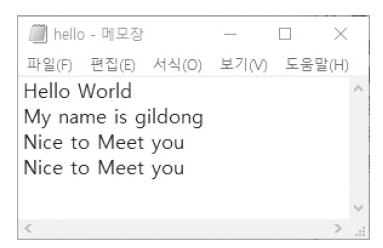 hello - 메모장
파일(F) 편집(E) 서식(O) 보기(V) 도움말(H)
Hello World
My name is gildong
Nice to Meet you
Nice to Meet you